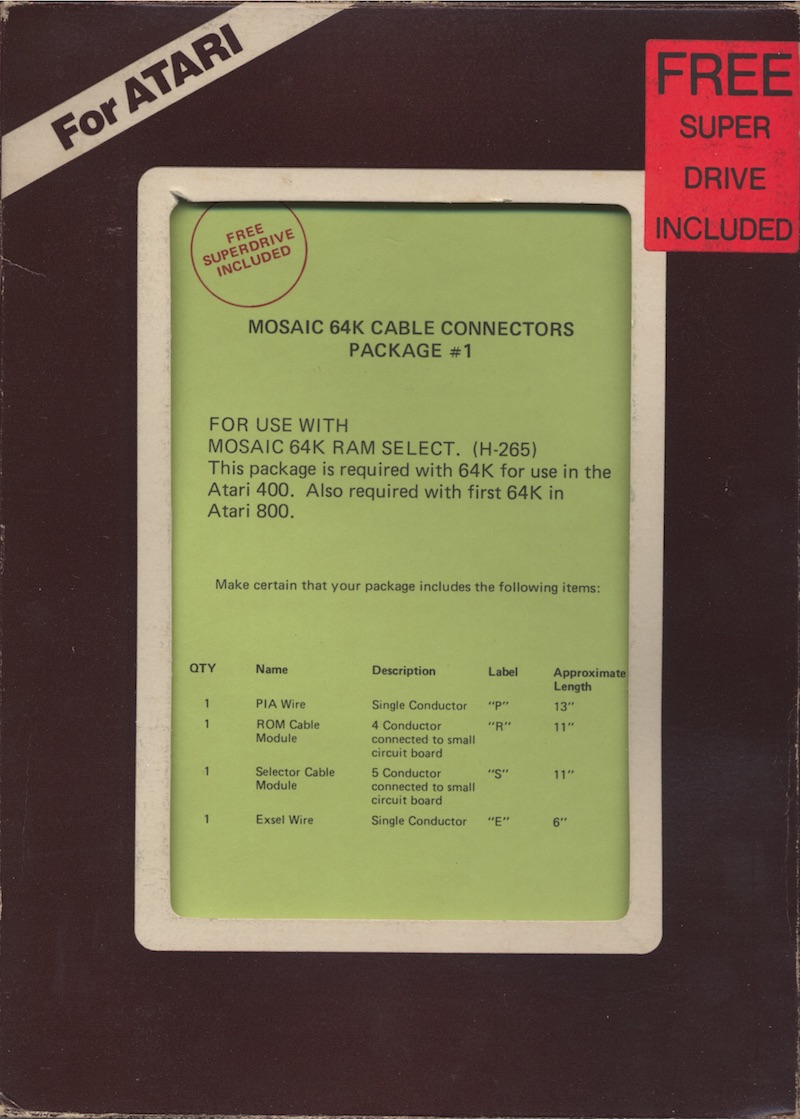 For ATARI
FREE
SUPER
DRIVE
INCLUDED
FREE
SUPERDRIVE
INCLUDED
MOSAIC 64K CABLE CONNECTORS
PACKAGE #1
FOR USE WITH
MOSAIC 64K RAM SELECT. (H-265)
This package is required with 64K for use in the
Atari 400. Also required with first 64K in
Atari 800.
Make certain that your package includes the following items:
QTY Name Description Label Approximate
Length
1 PIA Wire Single Conductor "P" 13"
1 ROM Cable 4 Conductor "R" 11"
Module connected to small
circuit board
1 Selector Cable 5 Conductor "S" 11"
Module connected to small
circuit board
1 Exsel Wire Single Conductor "E" 6"